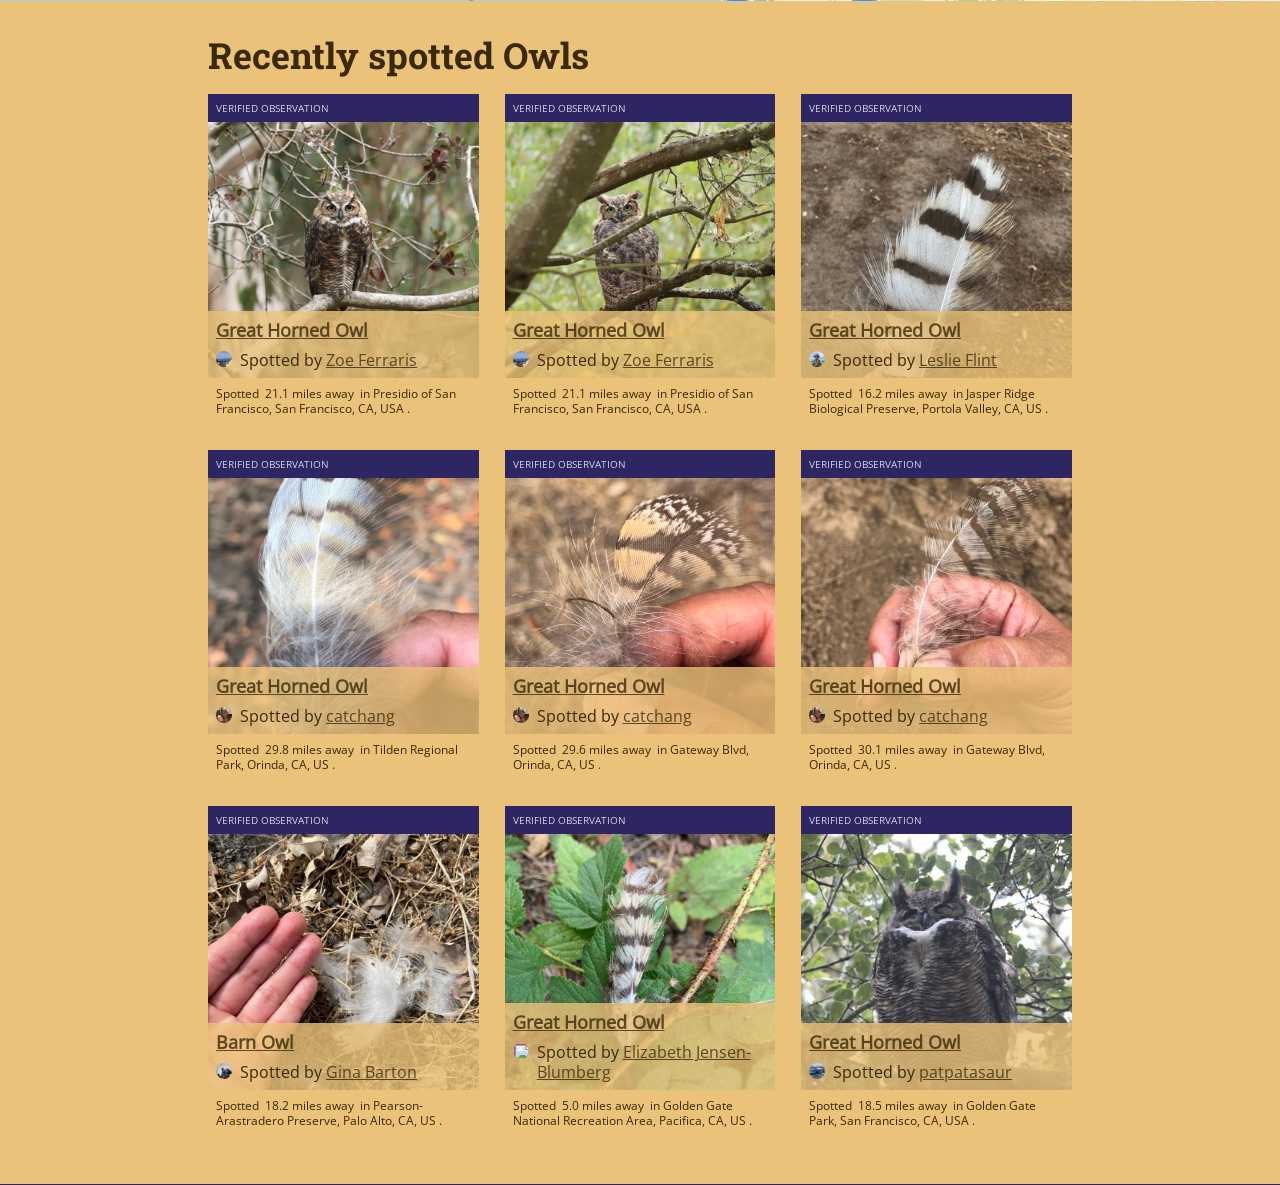 Recently spotted Owls
VERIFIED OBSERVATION
Great Horned Owl
Spotted by Zoe Ferraris
Spotted 21.1 miles away in Presidio of San
Francisco, San Francisco, CA, USA .
VERIFIED OBSERVATION
Great Horned Owl
Spotted by Zoe Ferraris
Spotted 21.1 miles away in Presidio of San
Francisco, San Francisco, CA, USA .
VERIFIED OBSERVATION
Great Horned Owl
Spotted by Leslie Flint
Spotted 16.2 miles away in Jasper Ridge
Biological Preserve, Portola Valley, CA, US .
VERIFIED OBSERVATION
Great Horned Owl
Spotted by catchang
Spotted 29.8 miles away in Tilden Regional
Park, Orinda, CA, US .
VERIFIED OBSERVATION
Great Horned Owl
Spotted by catchang
Spotted 29.6 miles away in Gateway Blvd,
Orinda, CA, US .
VERIFIED OBSERVATION
Great Horned Owl
Spotted by catchang
Spotted 30.1 miles away in Gateway Blvd,
Orinda, CA, US .
VERIFIED OBSERVATION
Barn Owl
Spotted by Gina Barton
Spotted 18.2 miles away in Pearson-
Arastradero Preserve, Palo Alto, CA, US .
VERIFIED OBSERVATION
Great Horned Owl
Spotted by Elizabeth Jensen-
Blumberg
Spotted 5.0 miles away in Golden Gate
National Recreation Area, Pacifica, CA, US .
VERIFIED OBSERVATION
Great Horned Owl
Spotted by patpatasaur
Spotted 18.5 miles away in Golden Gate
Park, San Francisco, CA, USA .